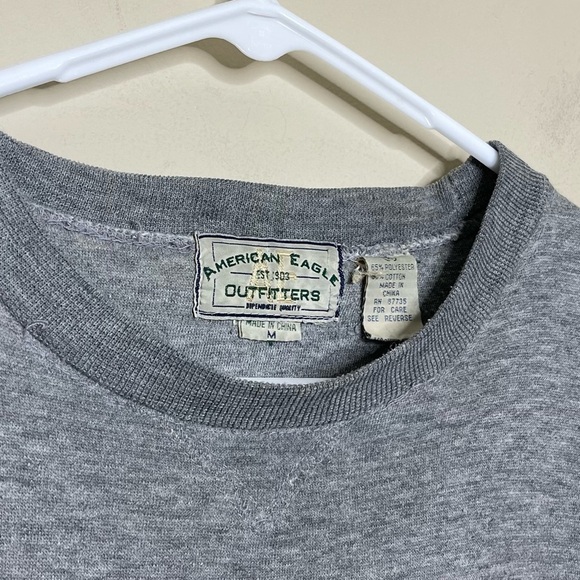 AMERICAN EAGLE
EST 1903
OUTFITTERS
DEPENDABLE QUALITY
MADE IN CHINA
M
65% POLYESTER
COTTON
MADE IN
CHINA
RN 87735
FOR CARE
SEE REVERSE